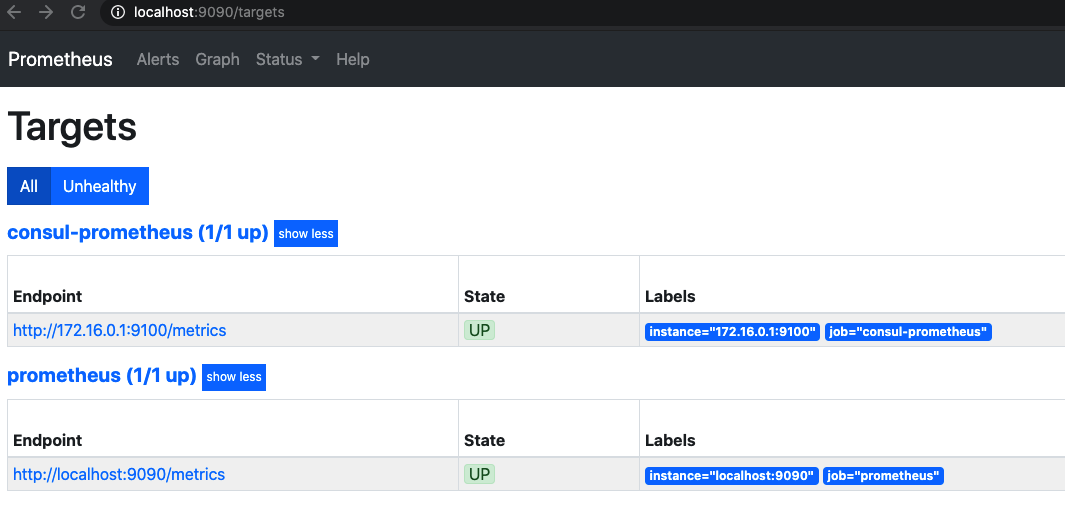 localhost:9090/targets
Prometheus Alerts Graph Status Help
Targets
All Unhealthy
consul-prometheus (1/1 up) show less
Endpoint State Labels
http://172.16.0.1:9100/metrics UP instance="172.16.0.1:9100" job="consul-prometheus"
prometheus (1/1 up) show less
Endpoint State Labels
http://localhost:9090/metrics UP instance="localhost:9090" job="prometheus"